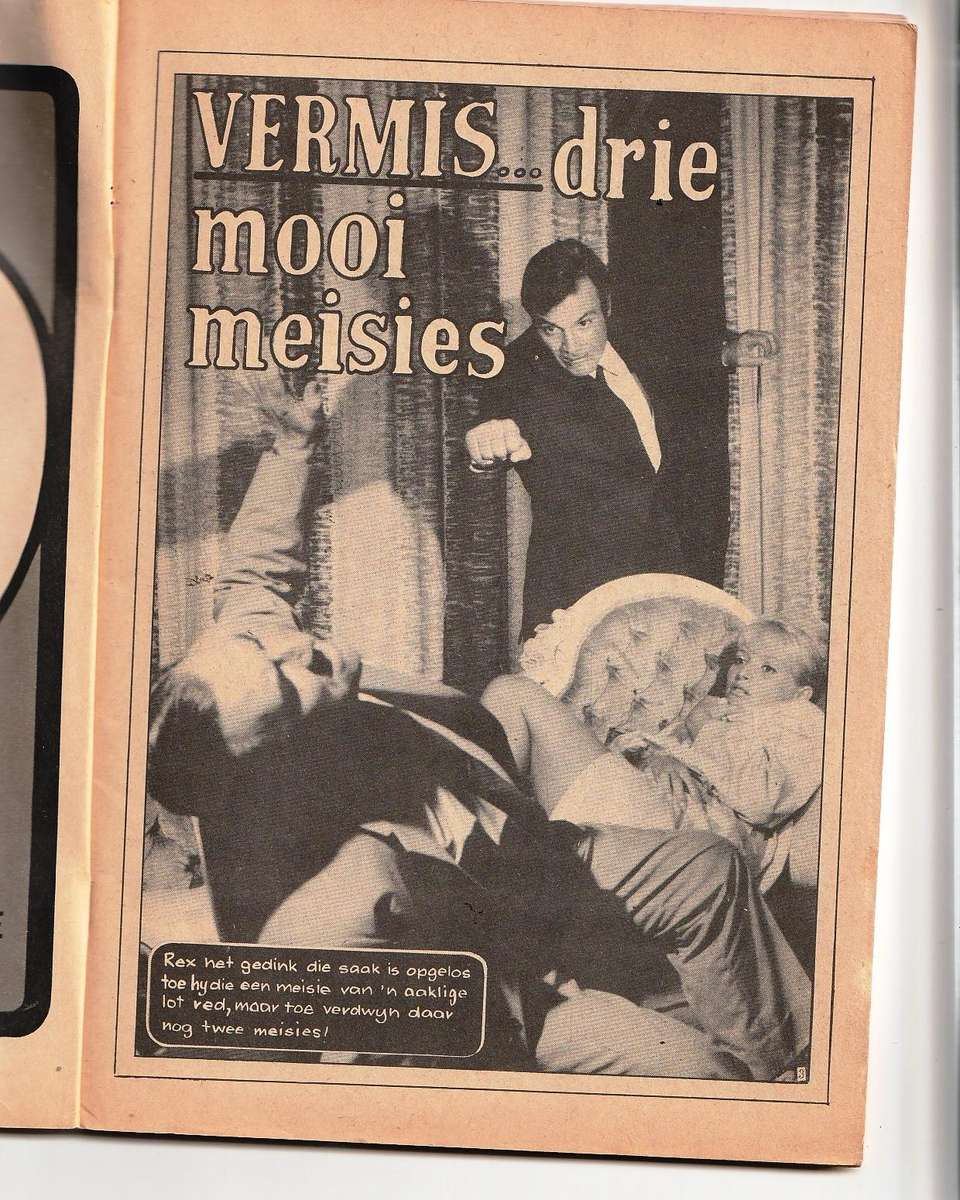 VERMIS... drie
mooi
meisies
Rex het gedink die saak is opgelos
toe hy die een meisie van 'n aaklige
lot red, maar toe verdwyn daar
nog twee meisies!
3